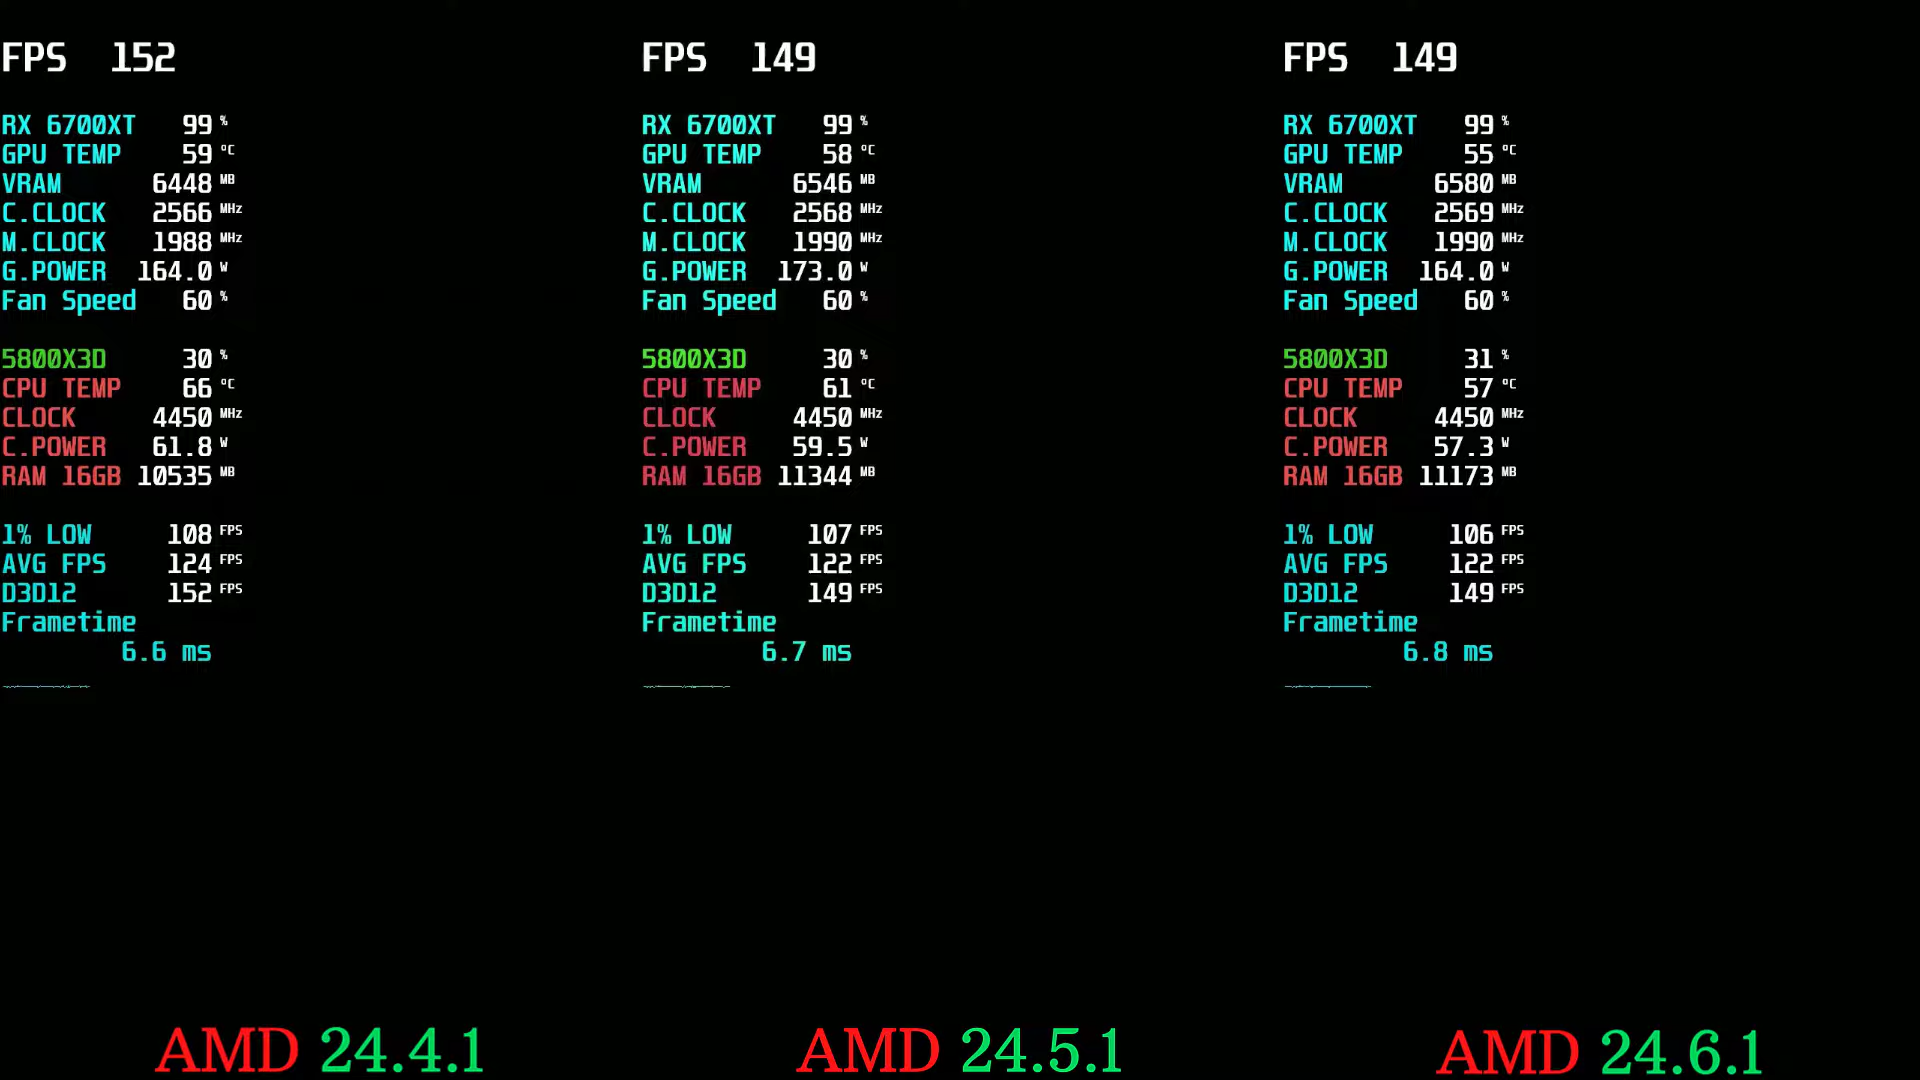 FPS 152
RX 6700XT 99 %
GPU TEMP 59 °C
VRAM 6448 MB
C.CLOCK 2566 MHz
M.CLOCK 1988 MHz
G.POWER 164.0 W
Fan Speed 60 %
5800X3D 30 %
CPU TEMP 66 °C
CLOCK 4450 MHz
C.POWER 61.8 W
RAM 16GB 10535 MB
1% LOW 108 FPS
AVG FPS 124 FPS
D3D12 152 FPS
Frametime
6.6 ms
AMD 24.4.1
FPS 149
RX 6700XT 99 %
GPU TEMP 58 °C
VRAM 6546 MB
C.CLOCK 2568 MHz
M.CLOCK 1990 MHz
G.POWER 173.0 W
Fan Speed 60 %
5800X3D 30 %
CPU TEMP 61 °C
CLOCK 4450 MHz
C.POWER 59.5 W
RAM 16GB 11344 MB
1% LOW 107 FPS
AVG FPS 122 FPS
D3D12 149 FPS
Frametime
6.7 ms
AMD 24.5.1
FPS 149
RX 6700XT 99 %
GPU TEMP 55 °C
VRAM 6580 MB
C.CLOCK 2569 MHz
M.CLOCK 1990 MHz
G.POWER 164.0 W
Fan Speed 60 %
5800X3D 31 %
CPU TEMP 57 °C
CLOCK 4450 MHz
C.POWER 57.3 W
RAM 16GB 11173 MB
1% LOW 106 FPS
AVG FPS 122 FPS
D3D12 149 FPS
Frametime
6.8 ms
AMD 24.6.1